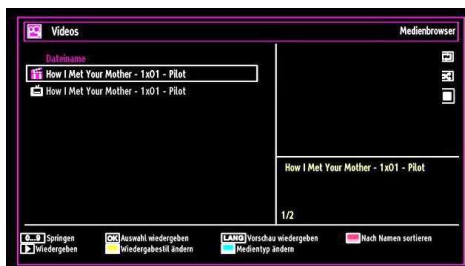 Videos
Medienbrowser
Dateiname
How I Met Your Mother - 1x01 - Pilot
How I Met Your Mother - 1x01 - Pilot
How I Met Your Mother - 1x01 - Pilot
1/2
0...9 Springen
OK Auswahl wiedergeben
LANG Vorschau wiedergeben
Nach Namen sortieren
Wiedergeben
Wiedergabestil ändern
Medientyp ändern